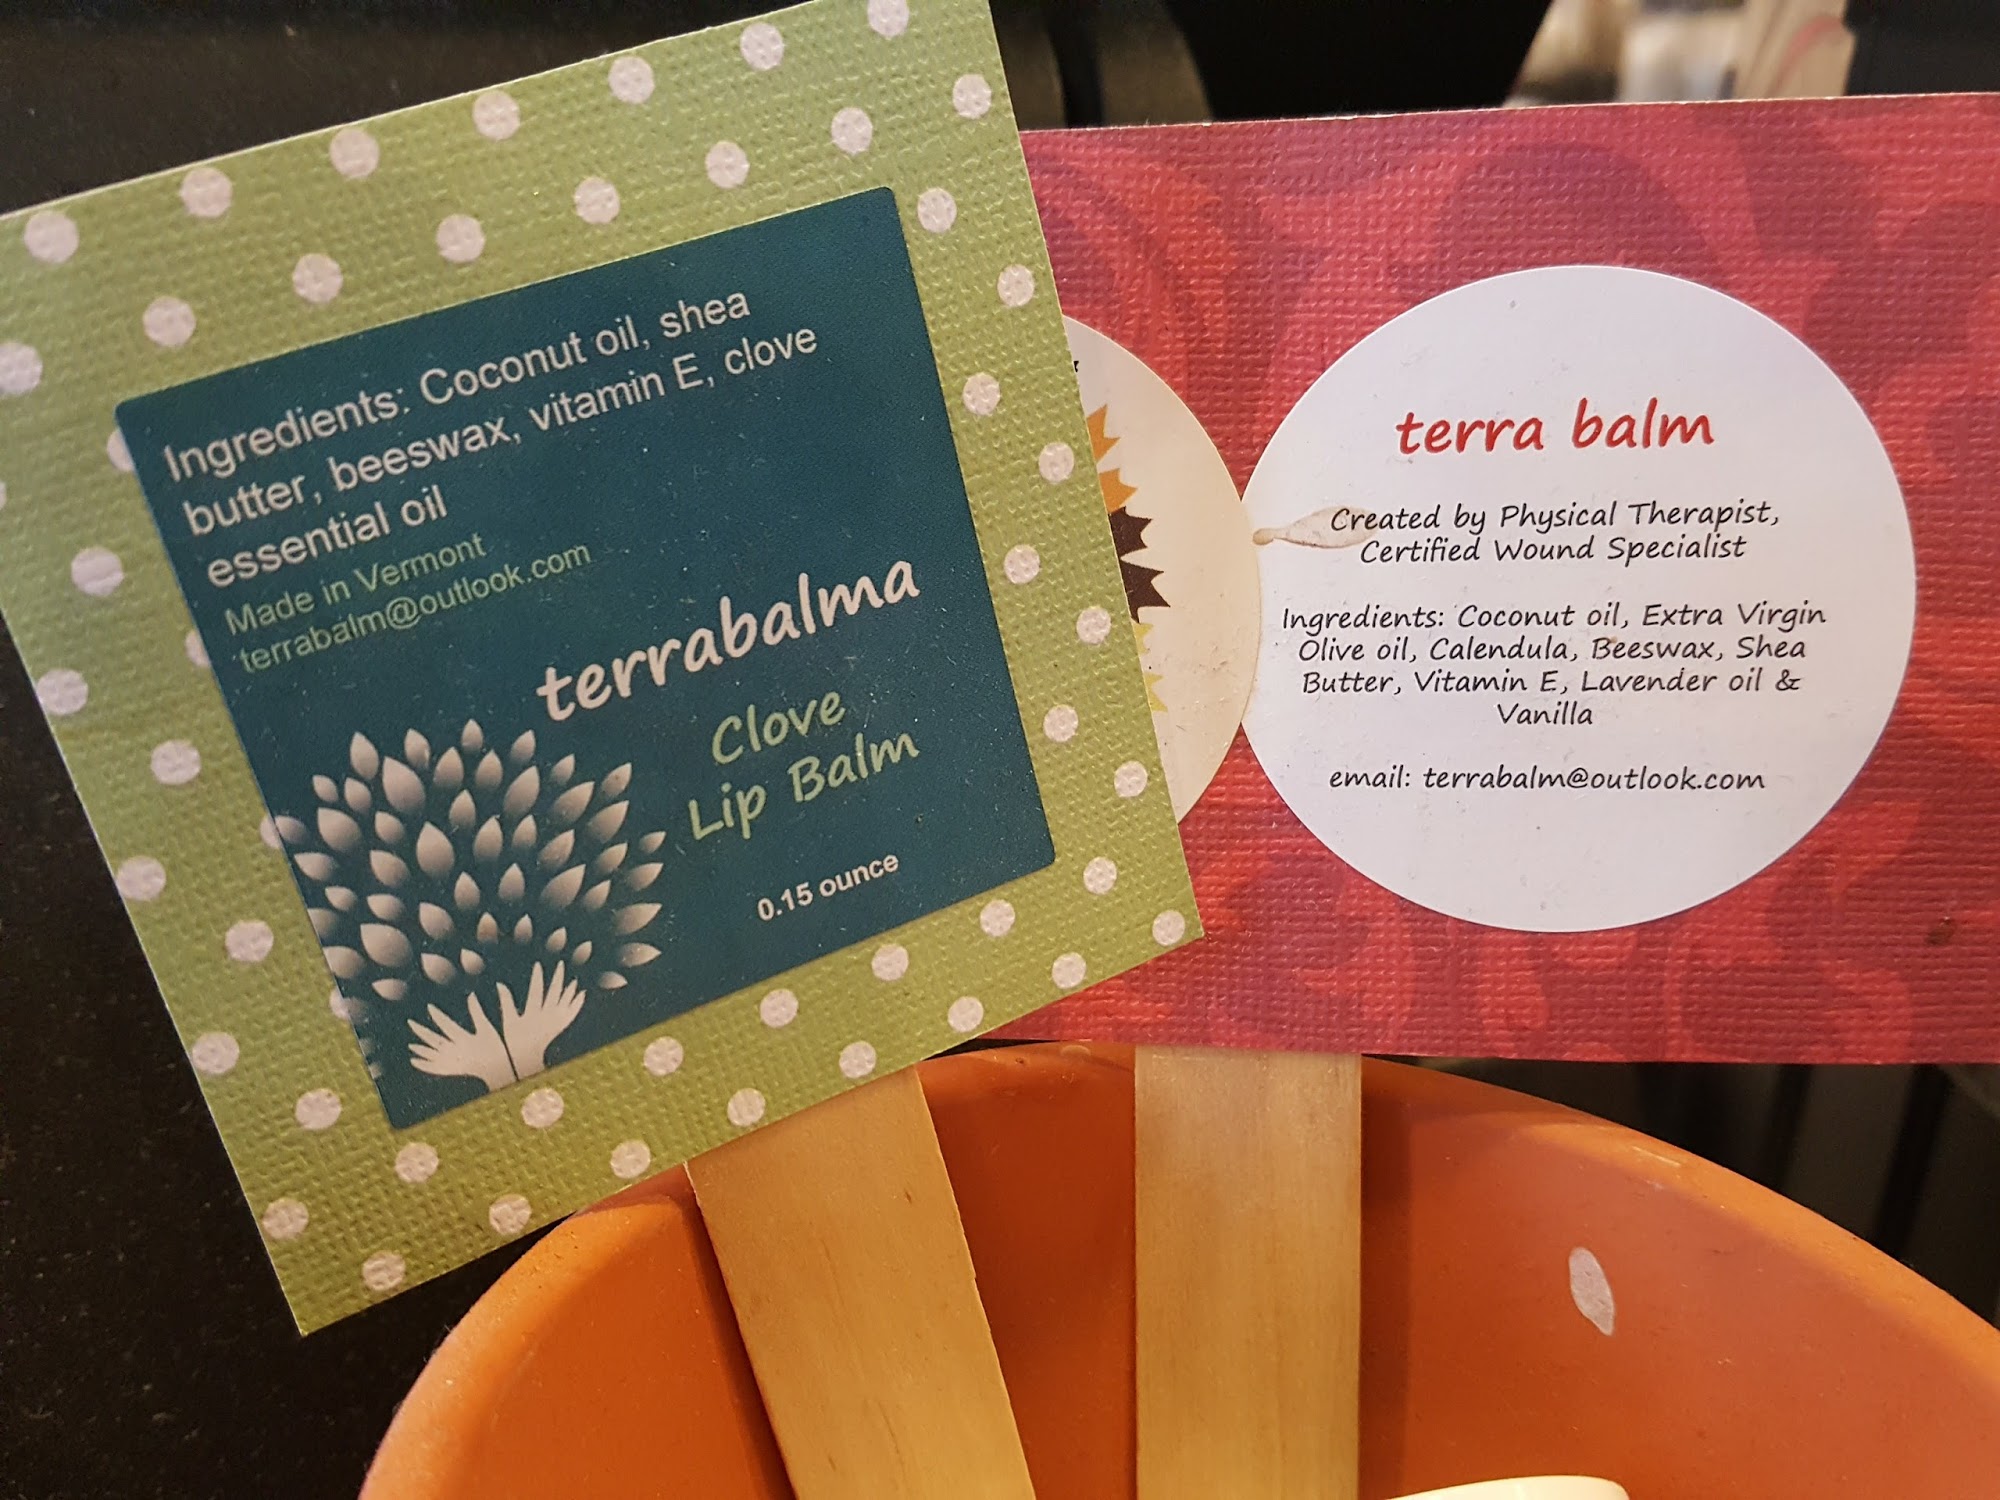 Ingredients: Coconut oil, shea
butter, beeswax, vitamin E, clove
essential oil
Made in Vermont
terrabalm@outlook.com
terrabalma
Clove
Lip Balm
0.15 ounce
terra balm
Created by Physical Therapist,
Certified Wound Specialist
Ingredients: Coconut oil, Extra Virgin
Olive oil, Calendula, Beeswax, Shea
Butter, Vitamin E, Lavender oil &
Vanilla
email: terrabalm@outlook.com